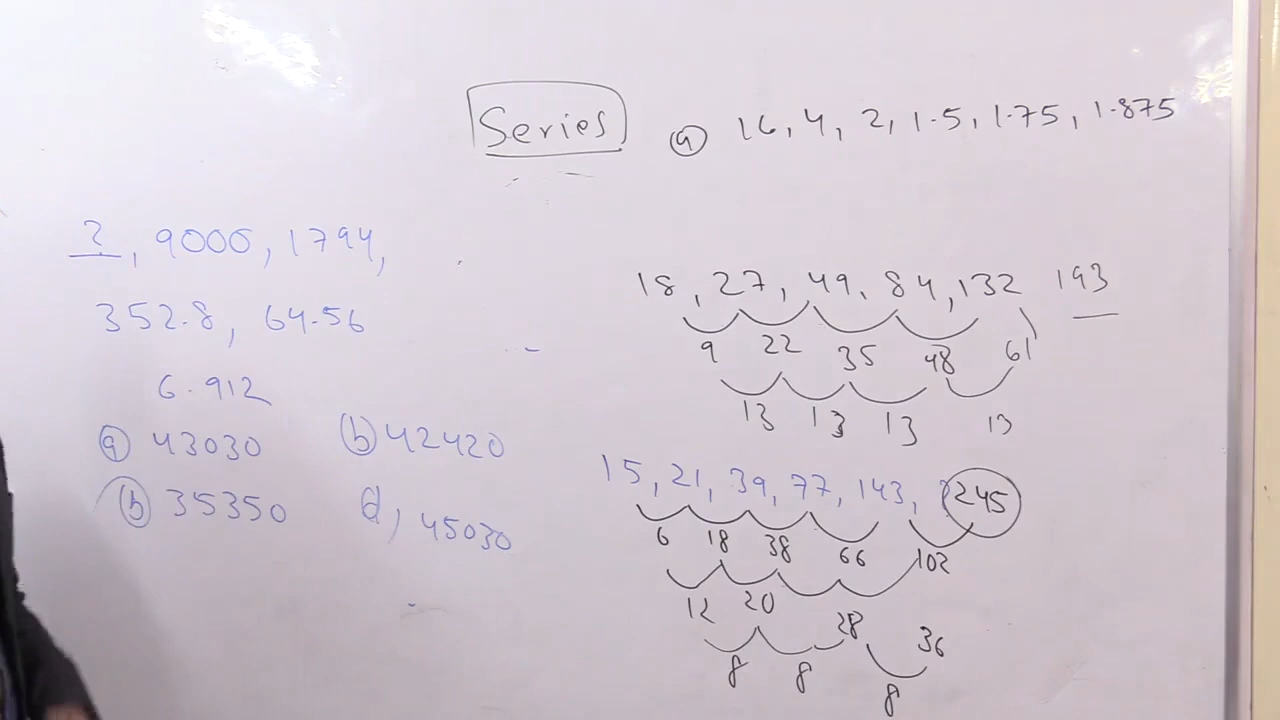 Series
(a) 16, 4, 2, 1.5, 1.75, 1.875
?, 9000, 1794,
352.8, 64.56
6.912
(a) 43030 (b) 42420
(b) 35350 d, 45030
18, 27, 49, 84, 132 193
9 22 35 48 61
13 13 13 13
15, 21, 39, 77, 143, 245
6 18 38 66 102
12 20 28 36
8 8 8